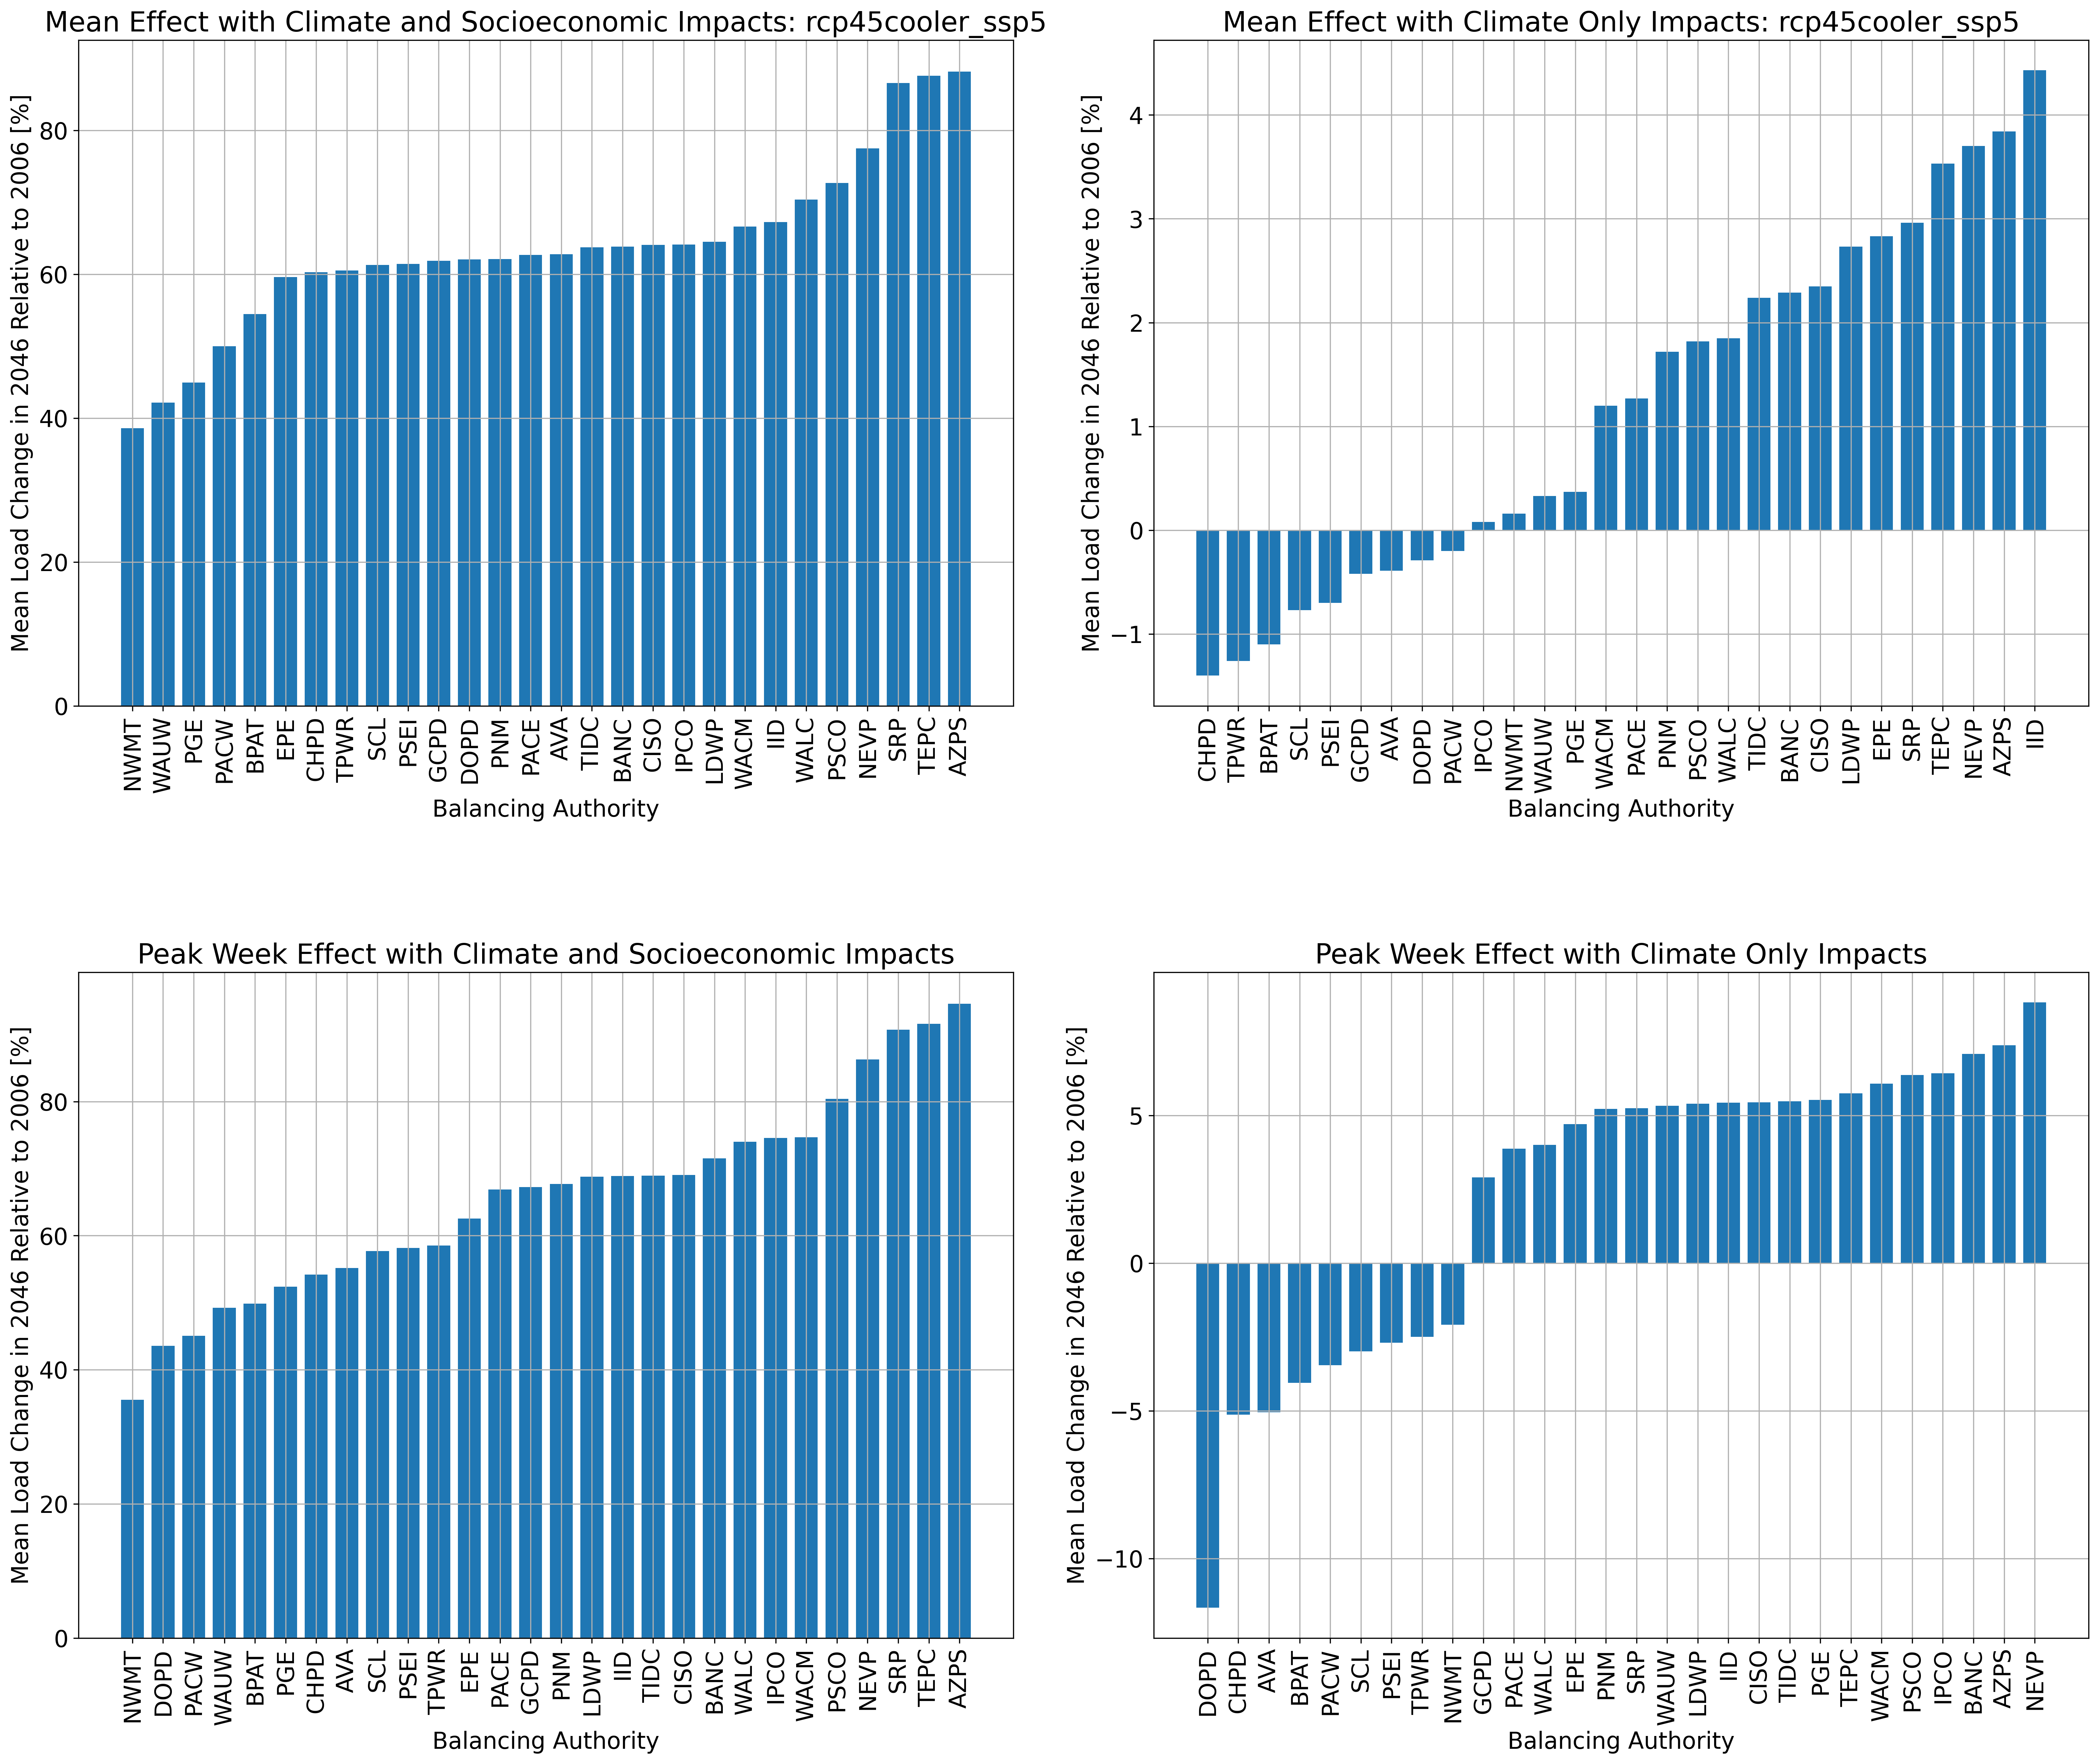 Mean Effect with Climate and Socioeconomic Impacts: rcp45cooler_ssp5
Mean Load Change in 2046 Relative to 2006 [%]
80
60
40
20
0
NWMT
WAUW
PGE
PACW
BPAT
EPE
CHPD
TPWR
SCL
PSEI
GCPD
DOPD
PNM
PACE
AVA
TIDC
BANC
CISO
IPCO
LDWP
WACM
IID
WALC
PSCO
NEVP
SRP
TEPC
AZPS
Balancing Authority
Mean Effect with Climate Only Impacts: rcp45cooler_ssp5
Mean Load Change in 2046 Relative to 2006 [%]
4
3
2
1
0
−1
CHPD
TPWR
BPAT
SCL
PSEI
GCPD
AVA
DOPD
PACW
IPCO
NWMT
WAUW
PGE
WACM
PACE
PNM
PSCO
WALC
TIDC
BANC
CISO
LDWP
EPE
SRP
TEPC
NEVP
AZPS
IID
Balancing Authority
Peak Week Effect with Climate and Socioeconomic Impacts
Mean Load Change in 2046 Relative to 2006 [%]
80
60
40
20
0
NWMT
DOPD
PACW
WAUW
BPAT
PGE
CHPD
AVA
SCL
PSEI
TPWR
EPE
PACE
GCPD
PNM
LDWP
IID
TIDC
CISO
BANC
WALC
IPCO
WACM
PSCO
NEVP
SRP
TEPC
AZPS
Balancing Authority
Peak Week Effect with Climate Only Impacts
Mean Load Change in 2046 Relative to 2006 [%]
5
0
−5
−10
DOPD
CHPD
AVA
BPAT
PACW
SCL
PSEI
TPWR
NWMT
GCPD
PACE
WALC
EPE
PNM
SRP
WAUW
LDWP
IID
CISO
TIDC
PGE
TEPC
WACM
PSCO
IPCO
BANC
AZPS
NEVP
Balancing Authority